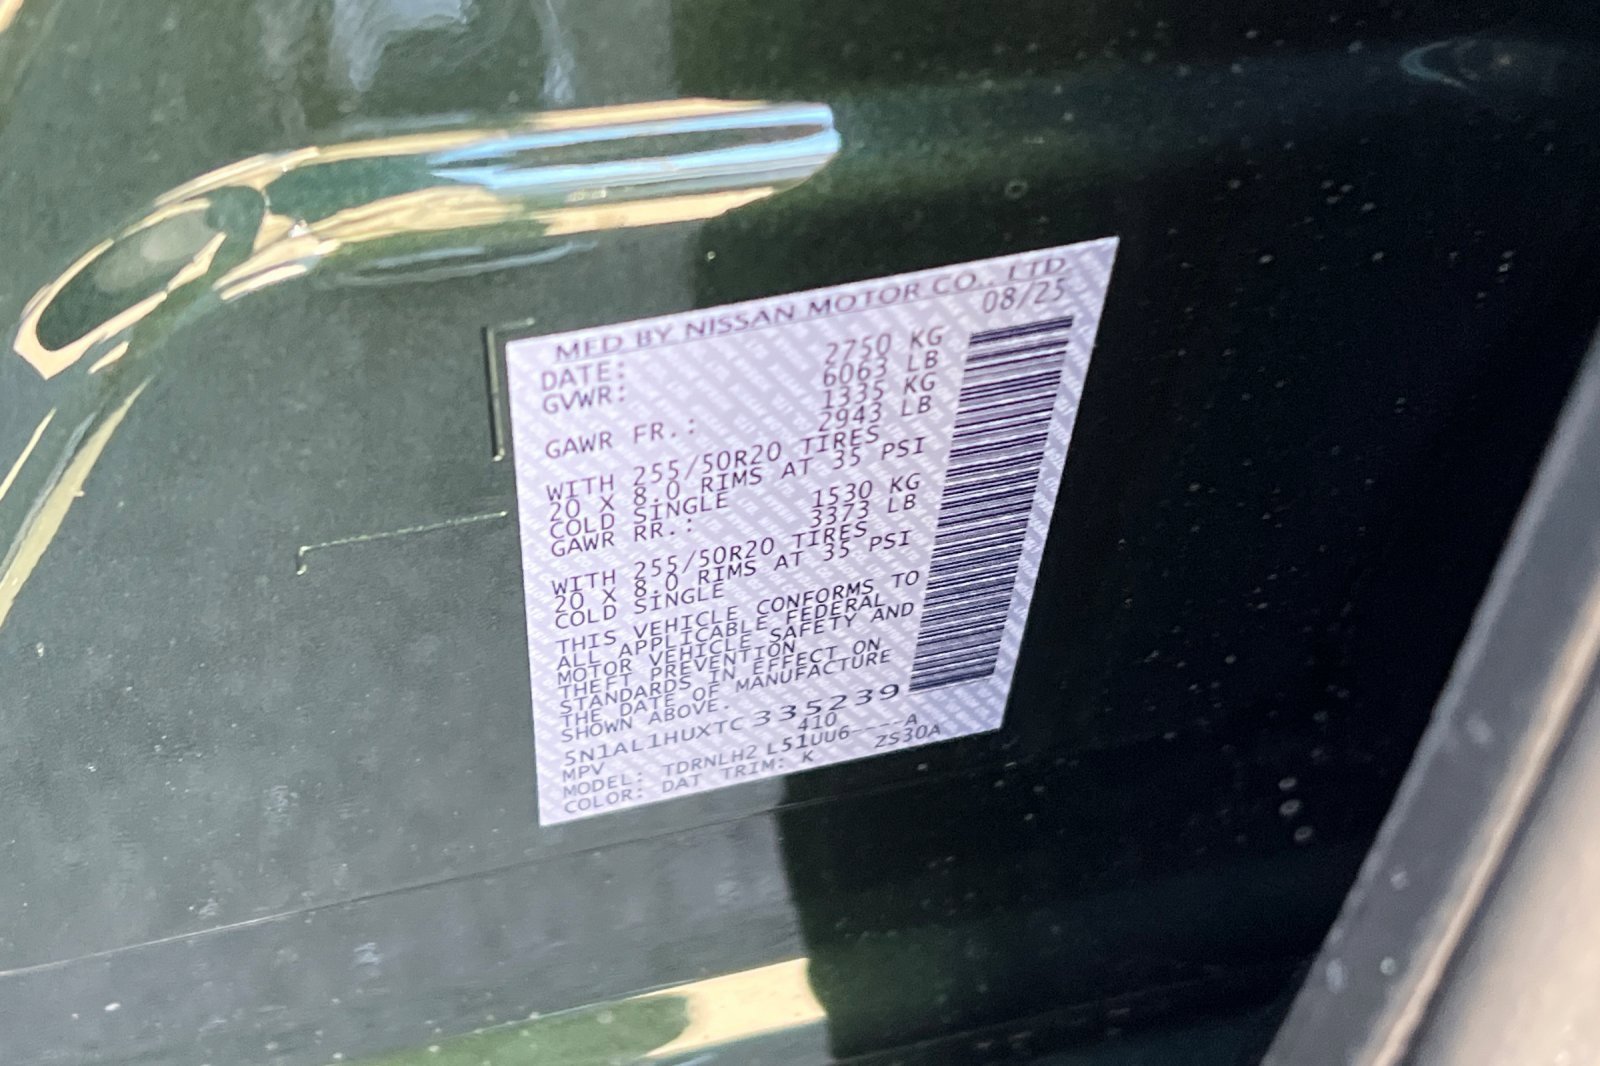 MFD BY NISSAN MOTOR CO., LTD
DATE: 08/25
GVWR: 2750 KG
6063 LB
GAWR FR.: 1335 KG
2943 LB
WITH 255/50R20 TIRES
20 X 8.0 RIMS AT 35 PSI
COLD SINGLE
GAWR RR.: 1530 KG
3373 LB
WITH 255/50R20 TIRES
20 X 8.0 RIMS AT 35 PSI
COLD SINGLE
THIS VEHICLE CONFORMS TO
ALL APPLICABLE FEDERAL
MOTOR VEHICLE SAFETY AND
THEFT PREVENTION
STANDARDS IN EFFECT ON
THE DATE OF MANUFACTURE
SHOWN ABOVE.
5N1AL1HUXTC335239
MPV 410
MODEL: TDRNLH2 L51UU6----A
COLOR: DAT TRIM: K ZS30A